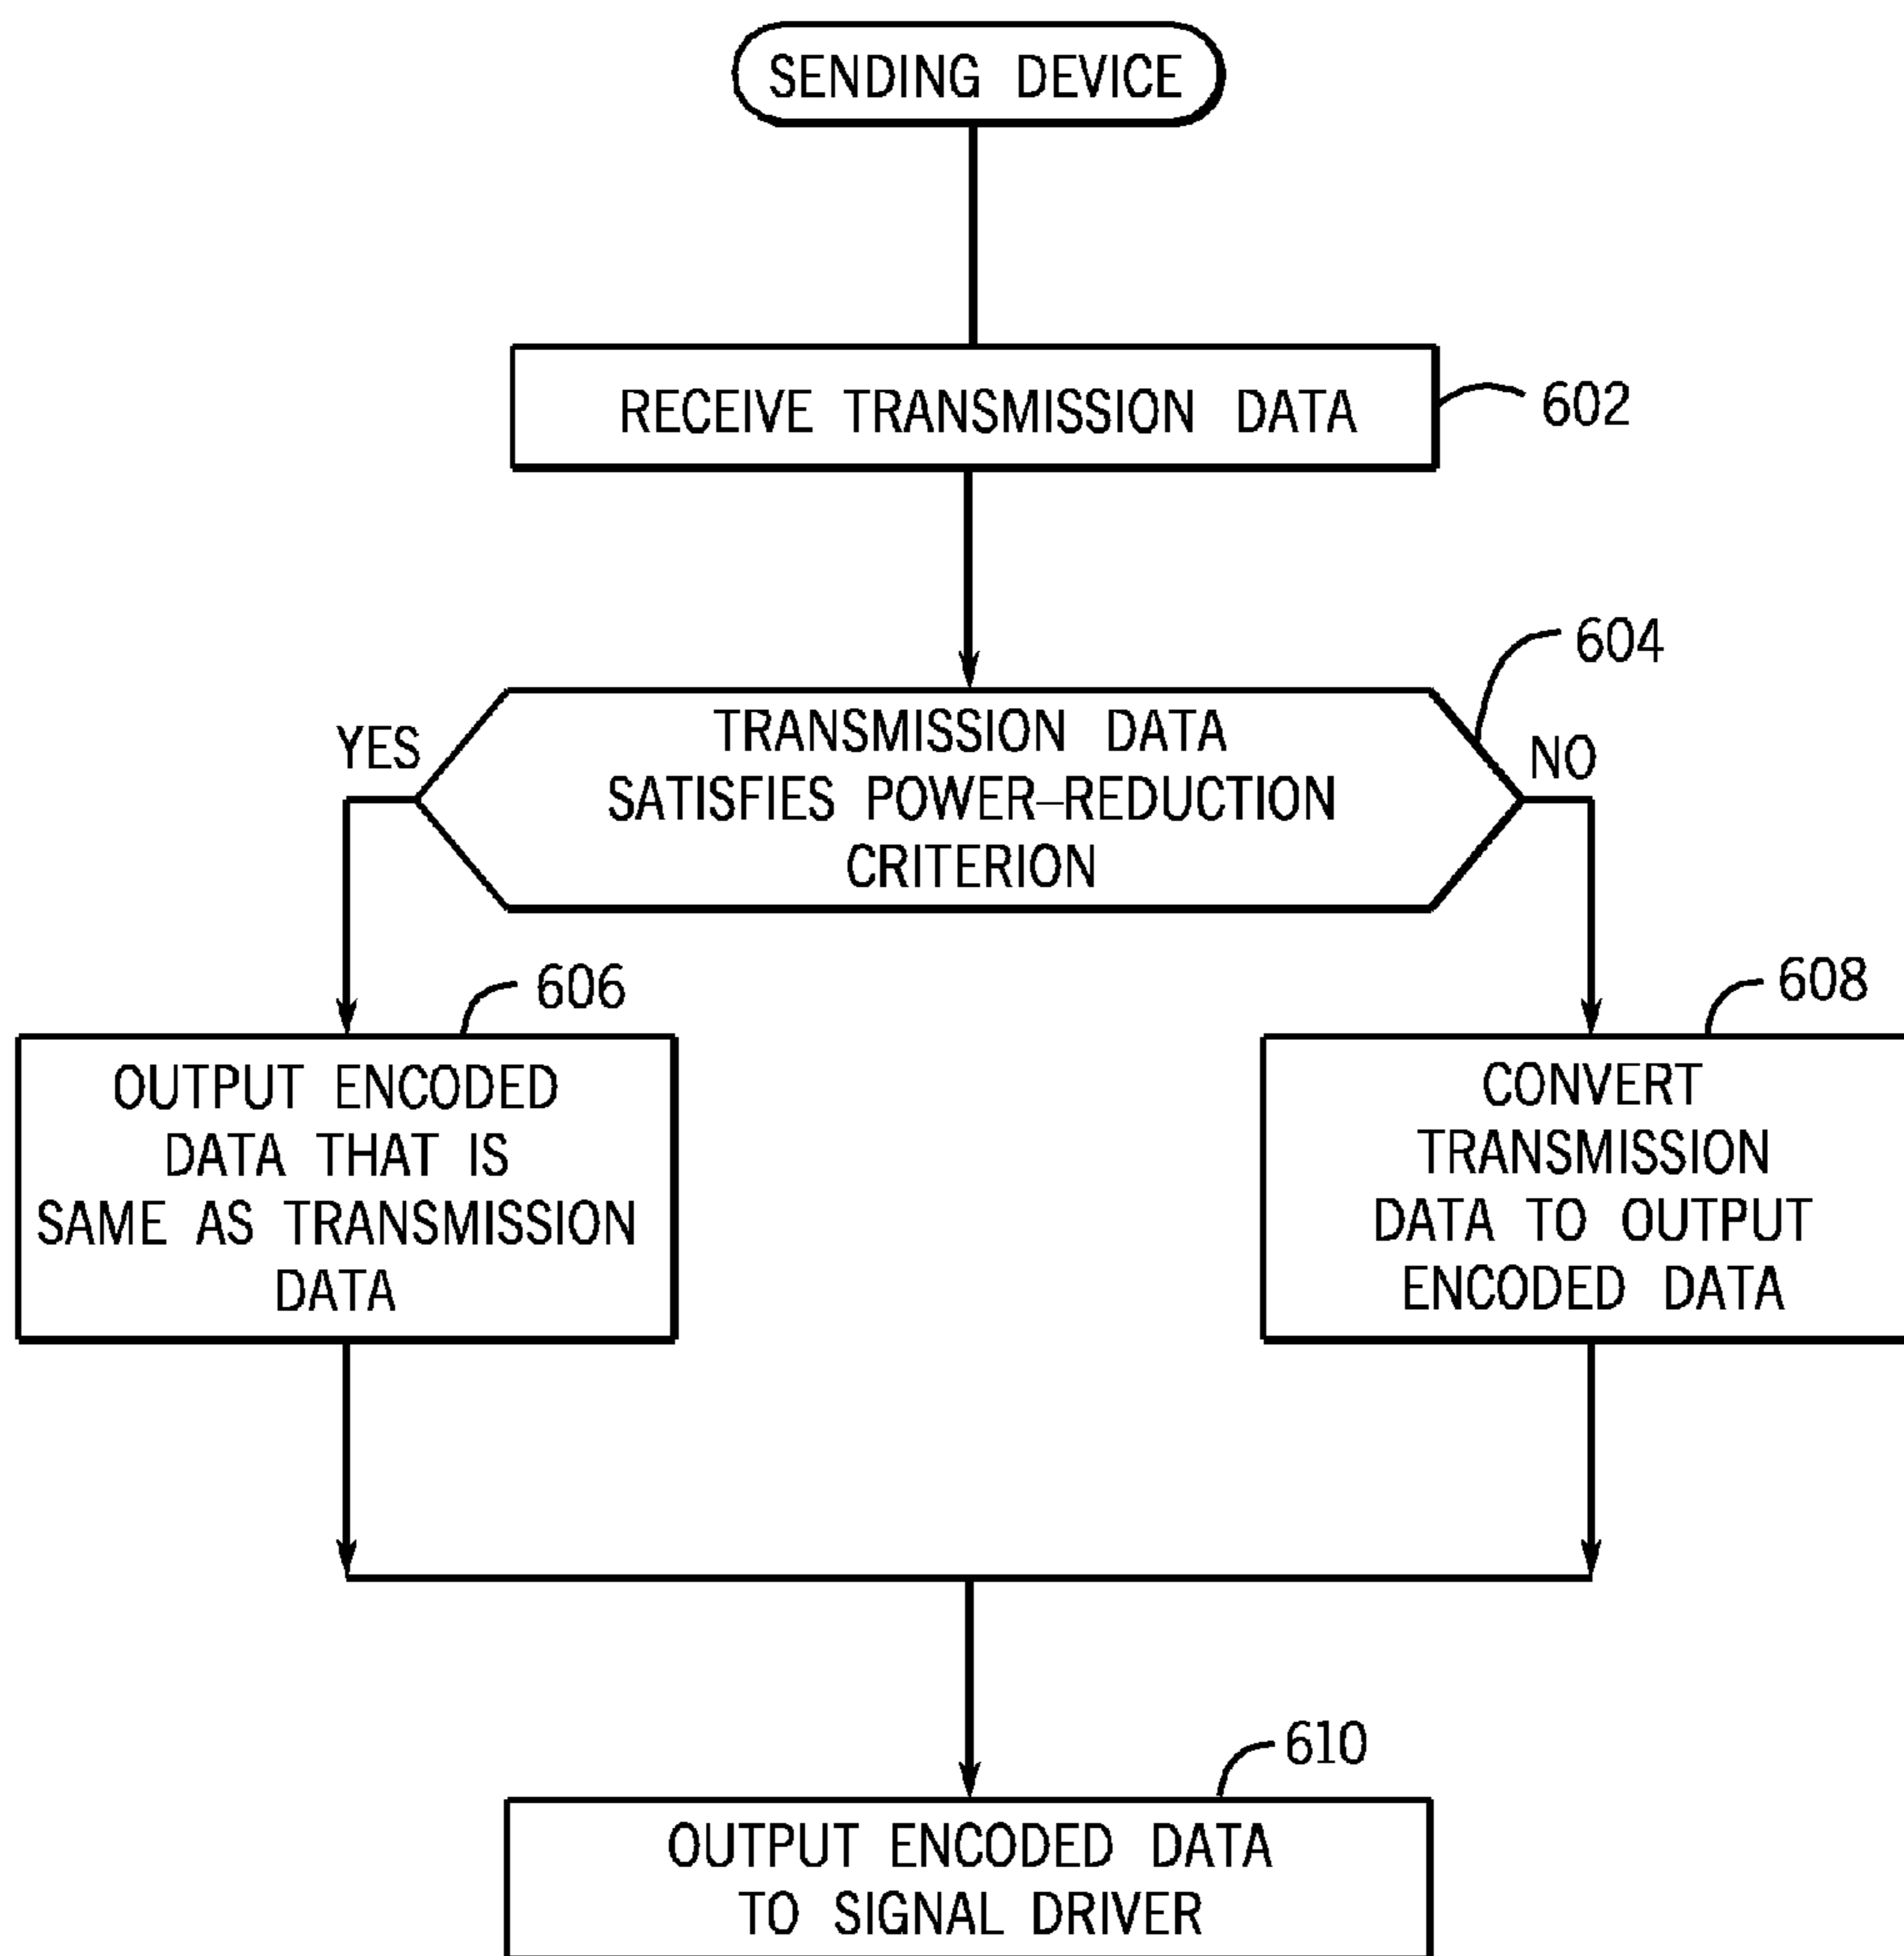 SENDING DEVICE
RECEIVE TRANSMISSION DATA
602
604
TRANSMISSION DATA
SATISFIES POWER–REDUCTION
CRITERION
YES
NO
606
608
OUTPUT ENCODED
DATA THAT IS
SAME AS TRANSMISSION
DATA
CONVERT
TRANSMISSION
DATA TO OUTPUT
ENCODED DATA
610
OUTPUT ENCODED DATA
TO SIGNAL DRIVER